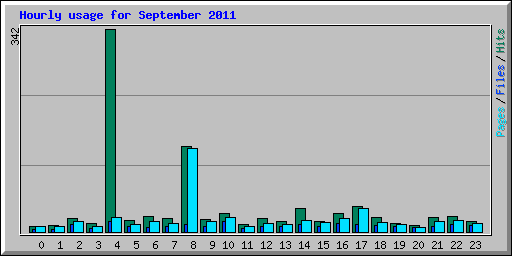 Hourly usage for September 2011
342
Pages/Files/Hits
0 1 2 3 4 5 6 7 8 9 10 11 12 13 14 15 16 17 18 19 20 21 22 23